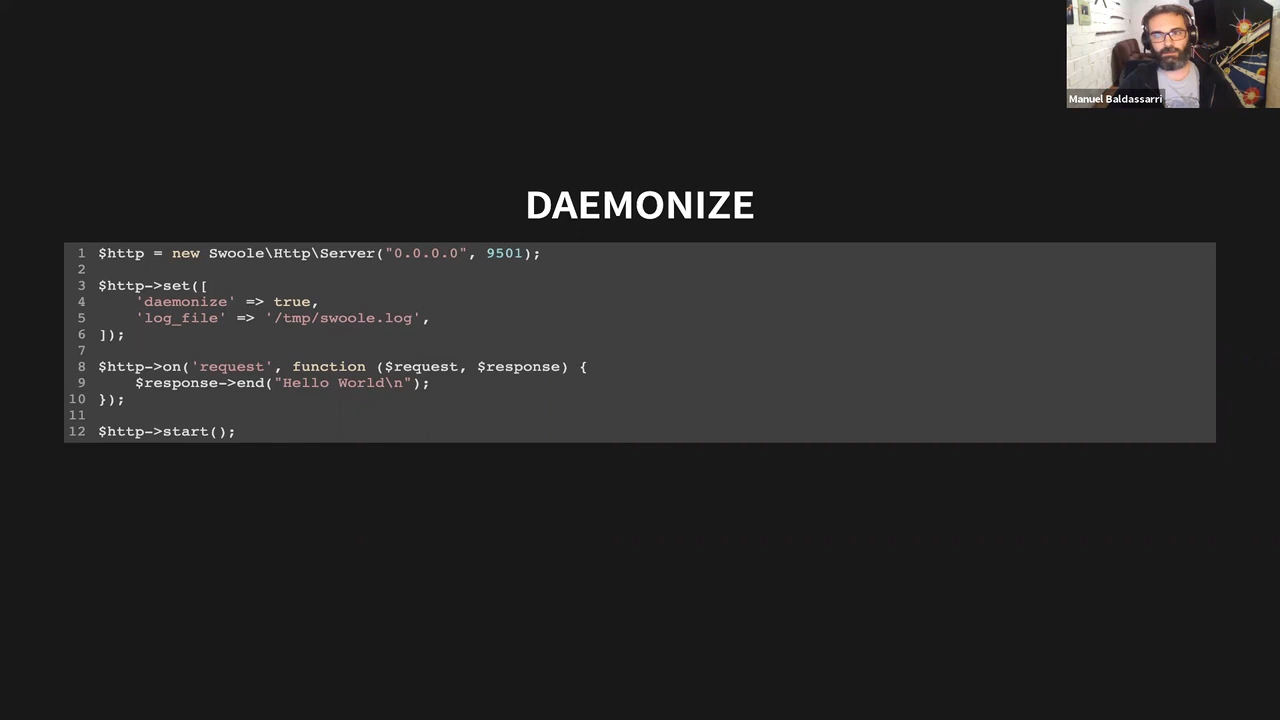 Manuel Baldassarri
DAEMONIZE
1 $http = new Swoole\Http\Server("0.0.0.0", 9501);
2
3 $http->set([
4     'daemonize' => true,
5     'log_file' => '/tmp/swoole.log',
6 ]);
7
8 $http->on('request', function ($request, $response) {
9     $response->end("Hello World\n");
10 });
11
12 $http->start();